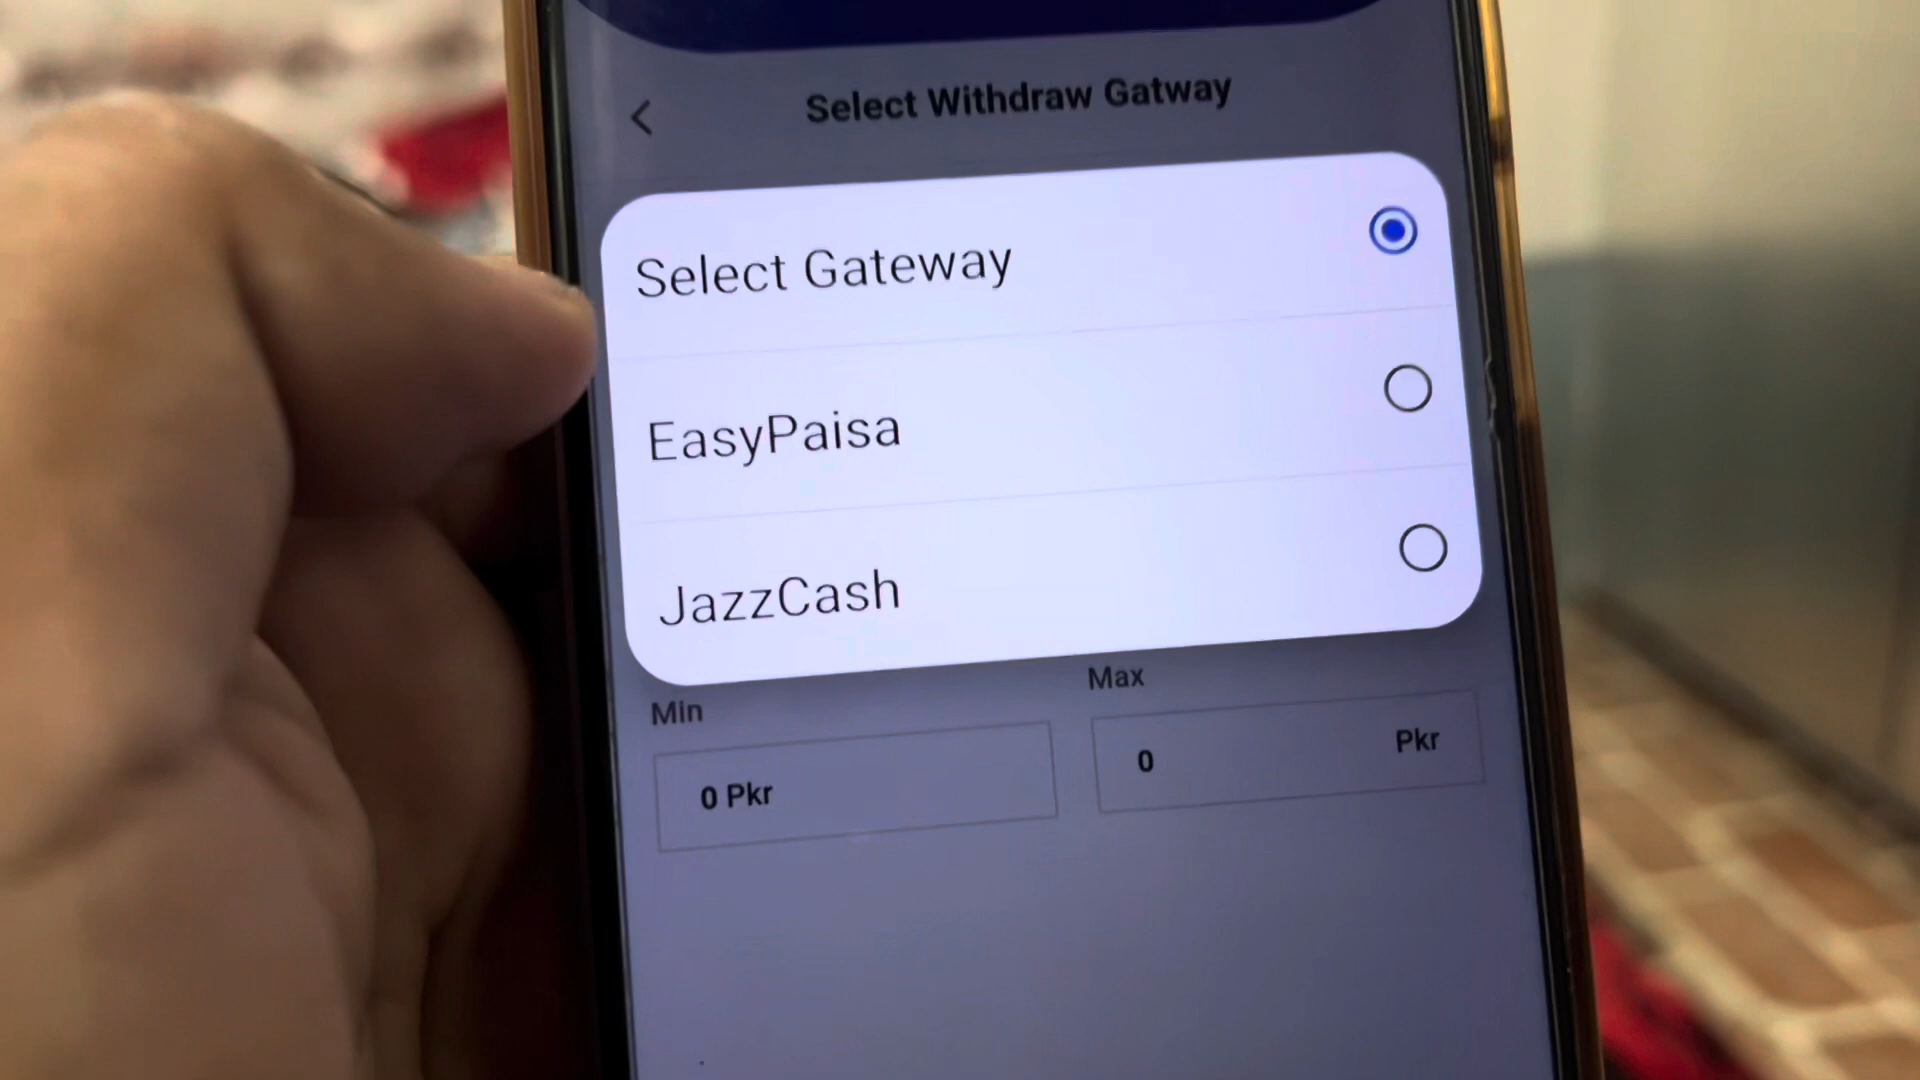 Select Withdraw Gatway
Select Gateway
EasyPaisa
JazzCash
Min
Max
0 Pkr
0
Pkr